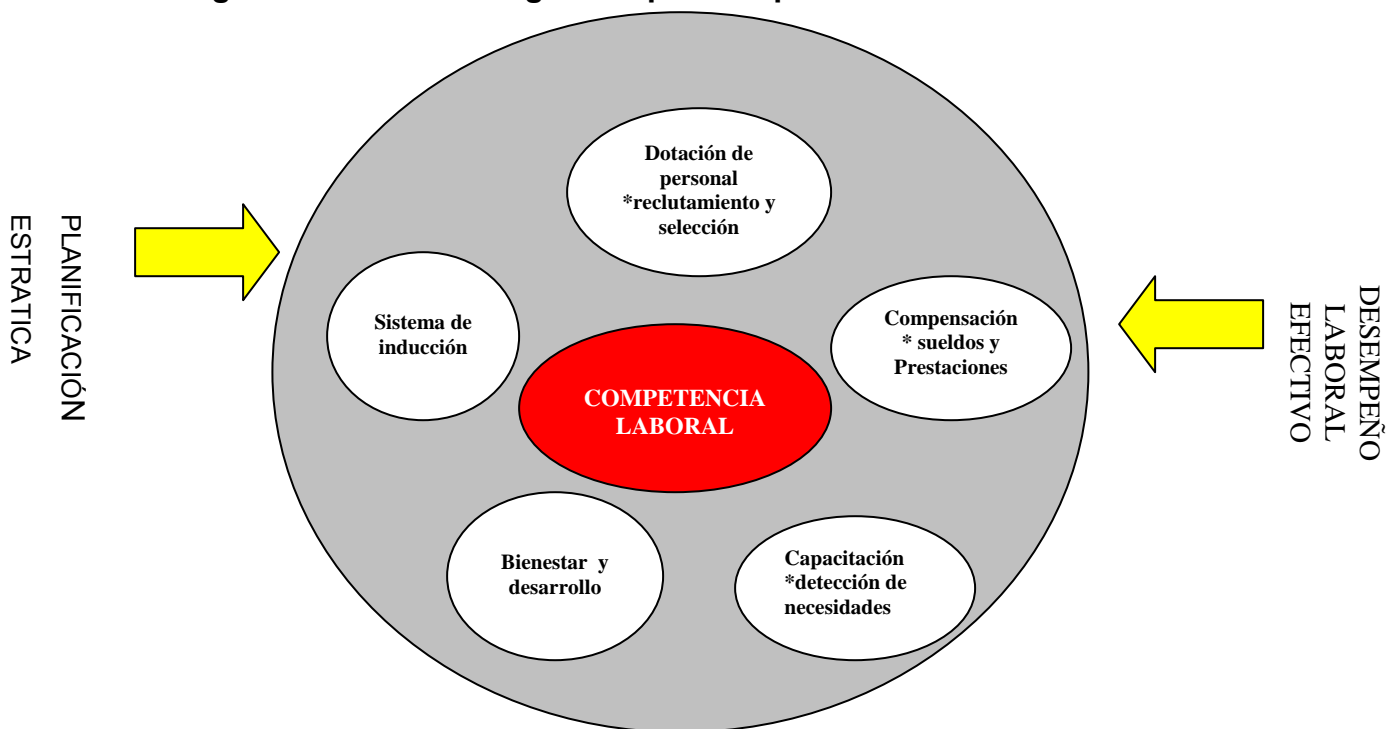 Dotación de
personal
*reclutamiento y
selección
Sistema de
inducción
Compensación
* sueldos y
Prestaciones
COMPETENCIA
LABORAL
Bienestar y
desarrollo
Capacitación
*detección de
necesidades
PLANIFICACIÓN
ESTRATICA
DESEMPEÑO
LABORAL
EFECTIVO